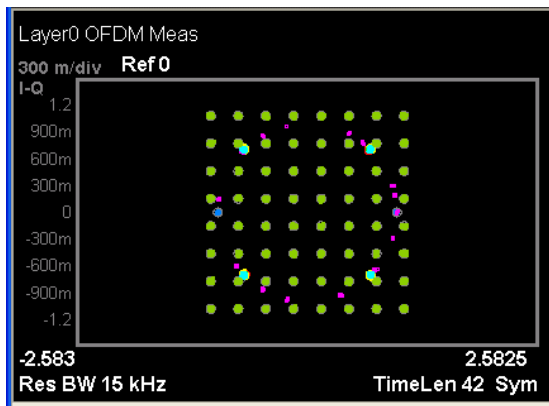 Layer0 OFDM Meas
300 m/div Ref 0
I-Q
1.2
900m
600m
300m
0
-300m
-600m
-900m
-1.2
-2.583 2.5825
Res BW 15 kHz TimeLen 42 Sym